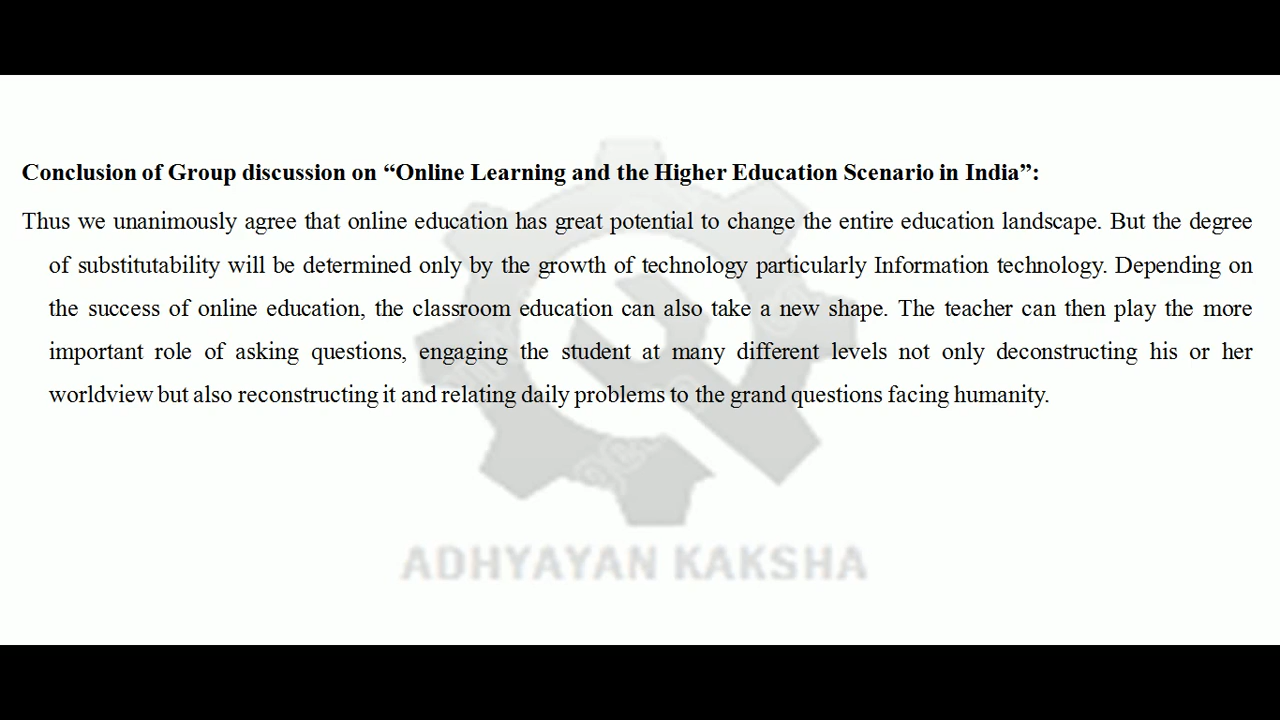 Conclusion of Group discussion on “Online Learning and the Higher Education Scenario in India”:
Thus we unanimously agree that online education has great potential to change the entire education landscape. But the degree
of substitutability will be determined only by the growth of technology particularly Information technology. Depending on
the success of online education, the classroom education can also take a new shape. The teacher can then play the more
important role of asking questions, engaging the student at many different levels not only deconstructing his or her
worldview but also reconstructing it and relating daily problems to the grand questions facing humanity.
ADHYAYAN KAKSHA